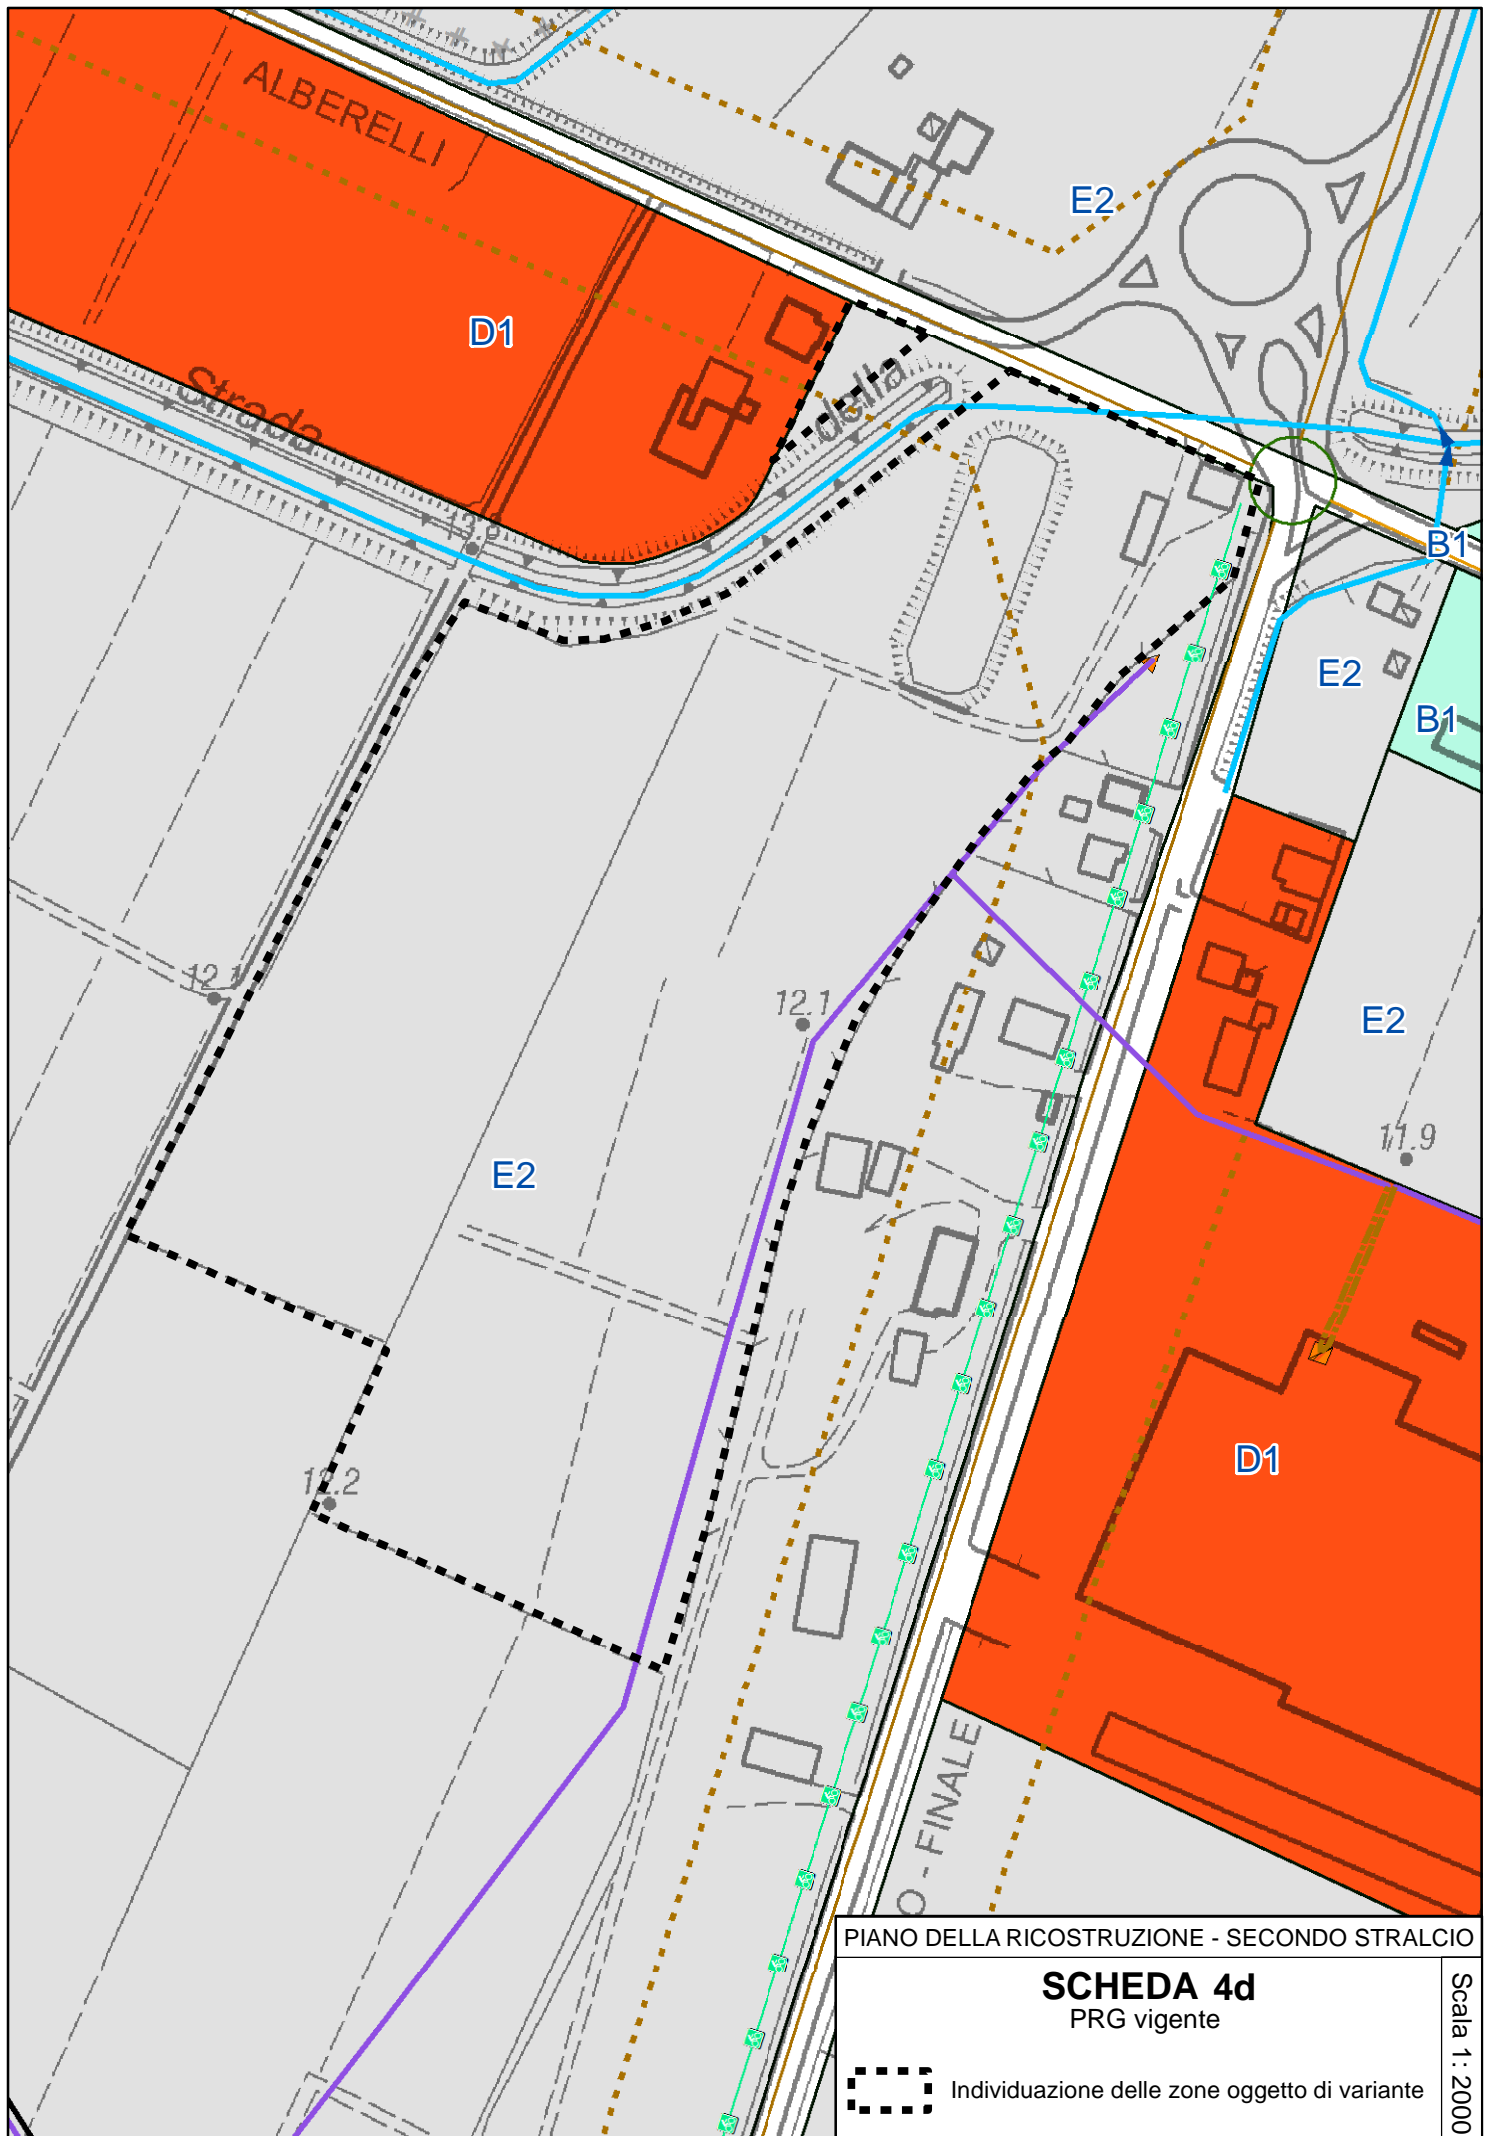 ALBERELLI
E2
D1
Strada
della
13.8
B1
E2
B1
12.1
12.1
E2
11.9
E2
12.2
D1
O - FINALE
PIANO DELLA RICOSTRUZIONE - SECONDO STRALCIO
SCHEDA 4d
PRG vigente
Individuazione delle zone oggetto di variante
Scala 1: 2000